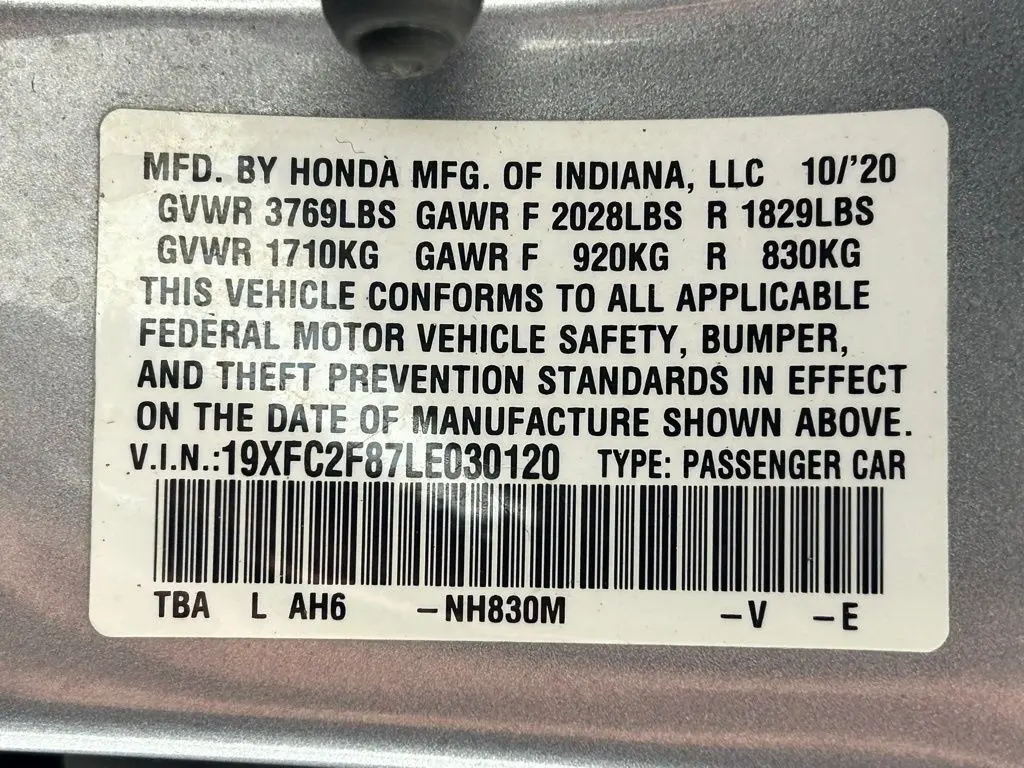 MFD. BY HONDA MFG. OF INDIANA, LLC 10/'20
GVWR 3769LBS GAWR F 2028LBS R 1829LBS
GVWR 1710KG GAWR F 920KG R 830KG
THIS VEHICLE CONFORMS TO ALL APPLICABLE
FEDERAL MOTOR VEHICLE SAFETY, BUMPER,
AND THEFT PREVENTION STANDARDS IN EFFECT
ON THE DATE OF MANUFACTURE SHOWN ABOVE.
V.I.N.:19XFC2F87LE030120 TYPE: PASSENGER CAR
TBA L AH6 -NH830M -V -E